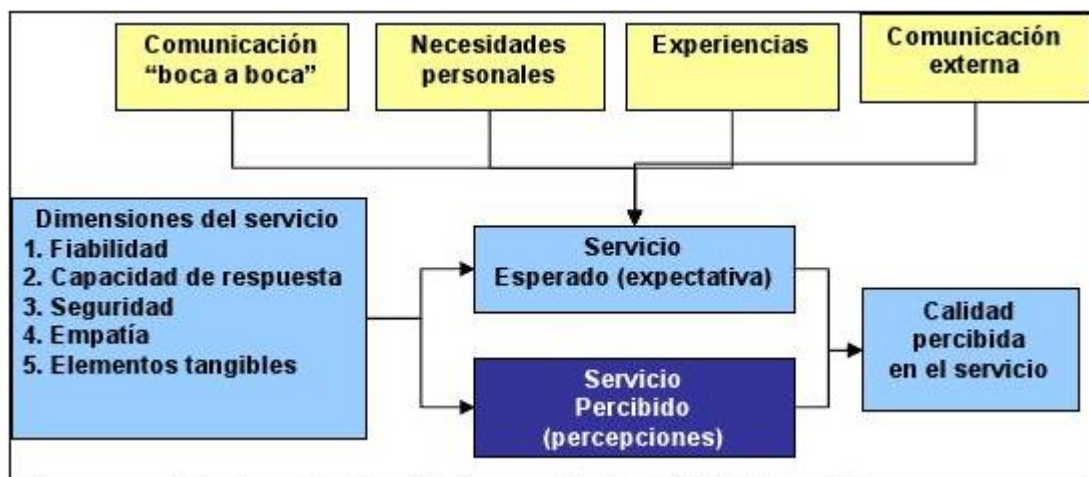 Comunicación
“boca a boca”
Necesidades
personales
Experiencias
Comunicación
externa
Dimensiones del servicio
1. Fiabilidad
2. Capacidad de respuesta
3. Seguridad
4. Empatía
5. Elementos tangibles
Servicio
Esperado (expectativa)
Servicio
Percibido
(percepciones)
Calidad
percibida
en el servicio